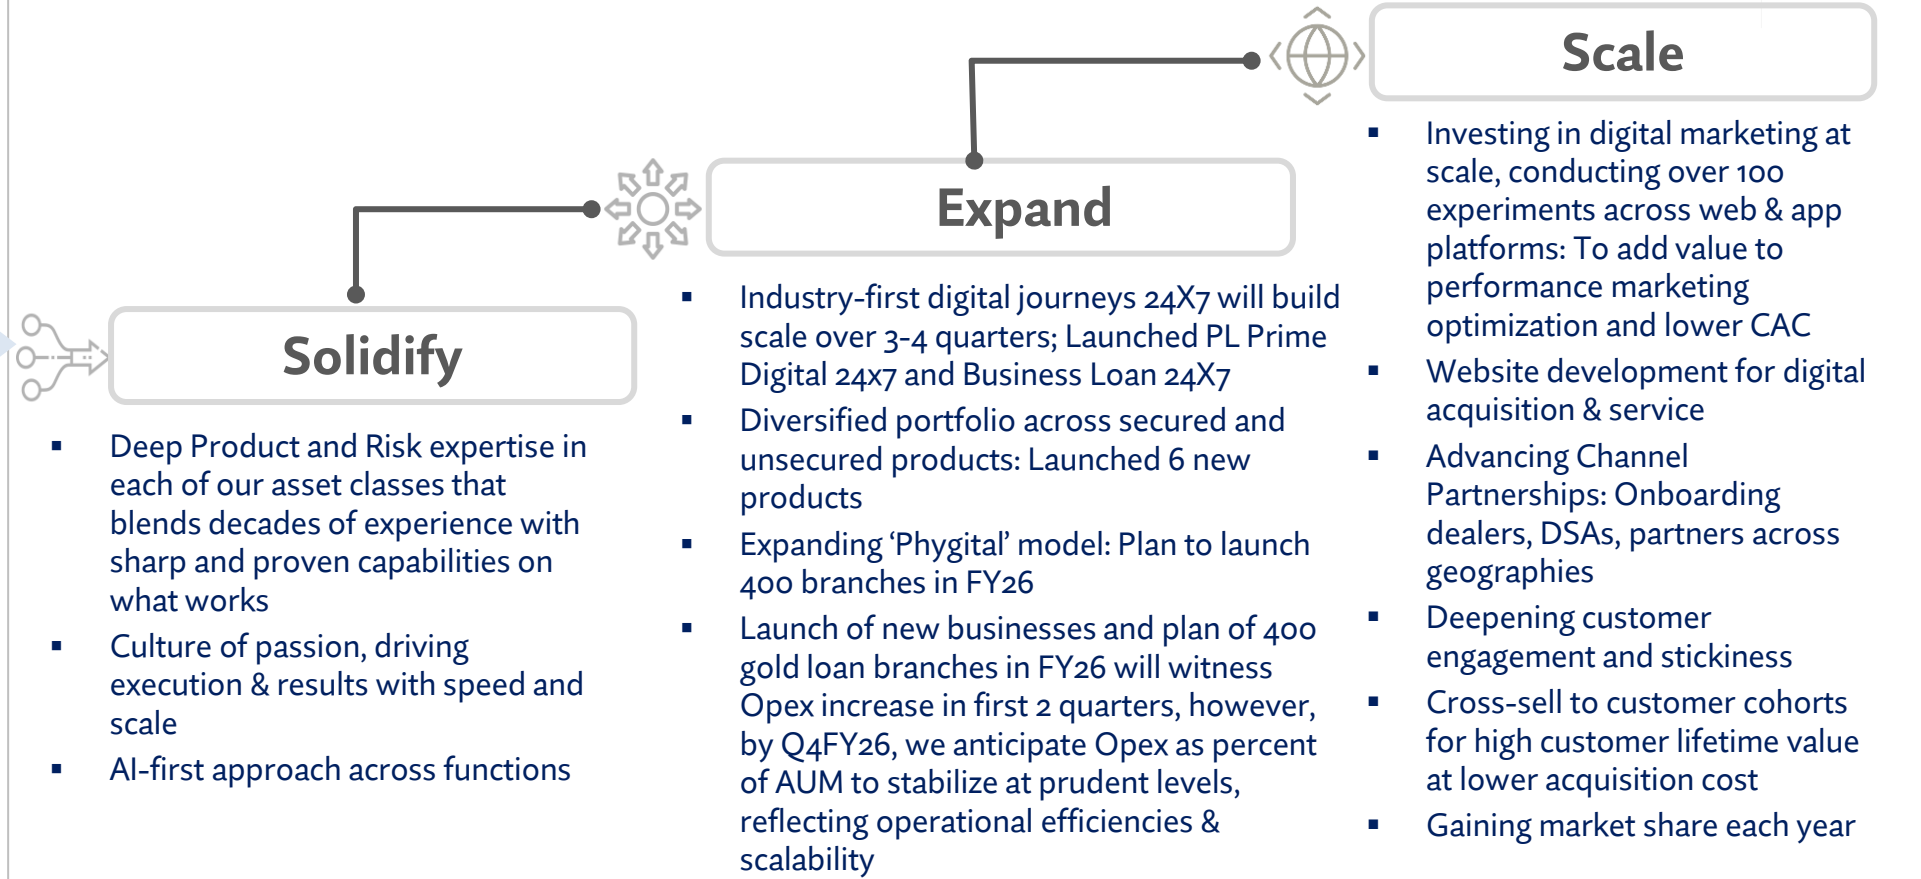 Solidify
Deep Product and Risk expertise in
each of our asset classes that
blends decades of experience with
sharp and proven capabilities on
what works
Culture of passion, driving
execution & results with speed and
scale
AI-first approach across functions
Expand
Industry-first digital journeys 24X7 will build
scale over 3-4 quarters; Launched PL Prime
Digital 24x7 and Business Loan 24X7
Diversified portfolio across secured and
unsecured products: Launched 6 new
products
Expanding ‘Phygital’ model: Plan to launch
400 branches in FY26
Launch of new businesses and plan of 400
gold loan branches in FY26 will witness
Opex increase in first 2 quarters, however,
by Q4FY26, we anticipate Opex as percent
of AUM to stabilize at prudent levels,
reflecting operational efficiencies &
scalability
Scale
Investing in digital marketing at
scale, conducting over 100
experiments across web & app
platforms: To add value to
performance marketing
optimization and lower CAC
Website development for digital
acquisition & service
Advancing Channel
Partnerships: Onboarding
dealers, DSAs, partners across
geographies
Deepening customer
engagement and stickiness
Cross-sell to customer cohorts
for high customer lifetime value
at lower acquisition cost
Gaining market share each year